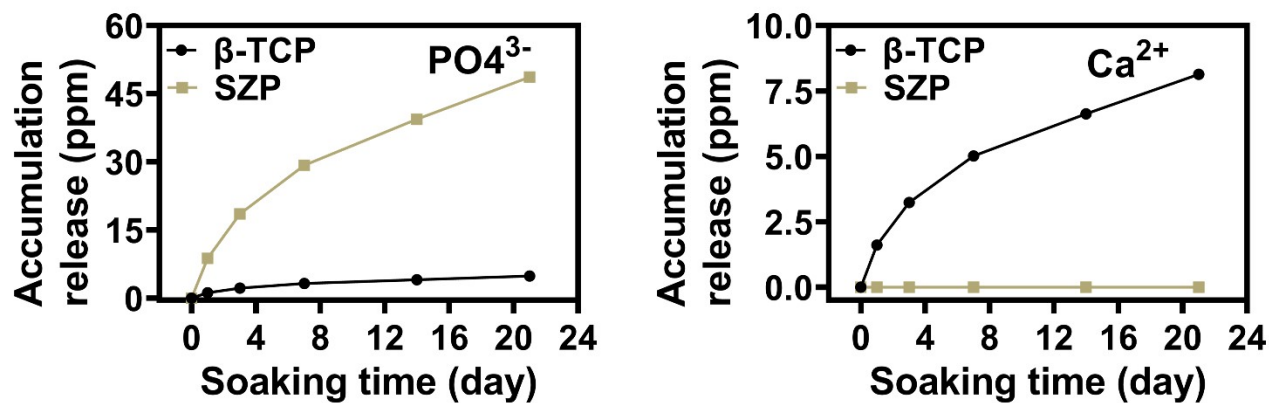 Accumulation
release (ppm)
60
45
30
15
0
β-TCP
SZP
PO4³⁻
0 4 8 12 16 20 24
Soaking time (day)
Accumulation
release (ppm)
10.0
7.5
5.0
2.5
0.0
β-TCP
SZP
Ca²⁺
0 4 8 12 16 20 24
Soaking time (day)